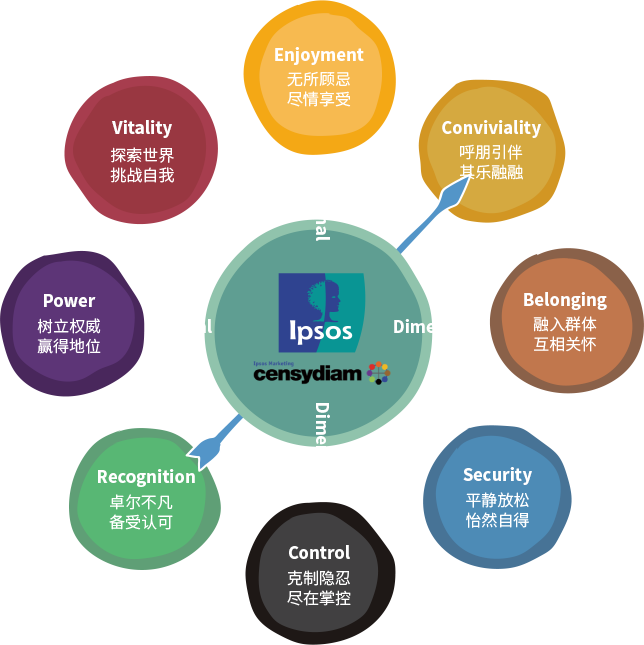 Enjoyment
无所顾忌
尽情享受
Vitality
探索世界
挑战自我
Conviviality
呼朋引伴
其乐融融
Power
树立权威
赢得地位
Belonging
融入群体
互相关怀
Ipsos
Ipsos Marketing
censydiam
Recognition
卓尔不凡
备受认可
Security
平静放松
怡然自得
Control
克制隐忍
尽在掌控